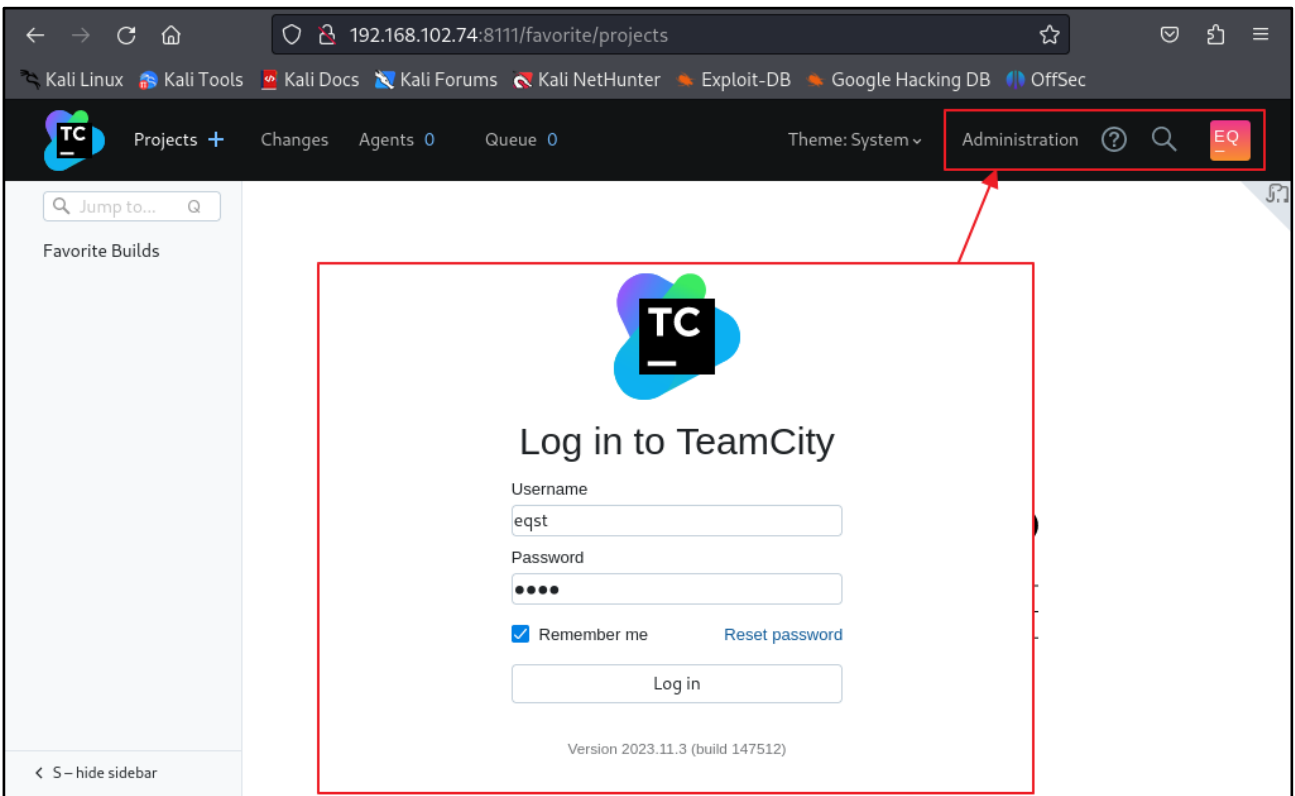 192.168.102.74:8111/favorite/projects
Kali Linux Kali Tools Kali Docs Kali Forums Kali NetHunter Exploit-DB Google Hacking DB OffSec
TC Projects + Changes Agents 0 Queue 0 Theme: System Administration EQ
Jump to... Q
Favorite Builds
TC
Log in to TeamCity
Username
eqst
Password
••••
Remember me Reset password
Log in
Version 2023.11.3 (build 147512)
S – hide sidebar